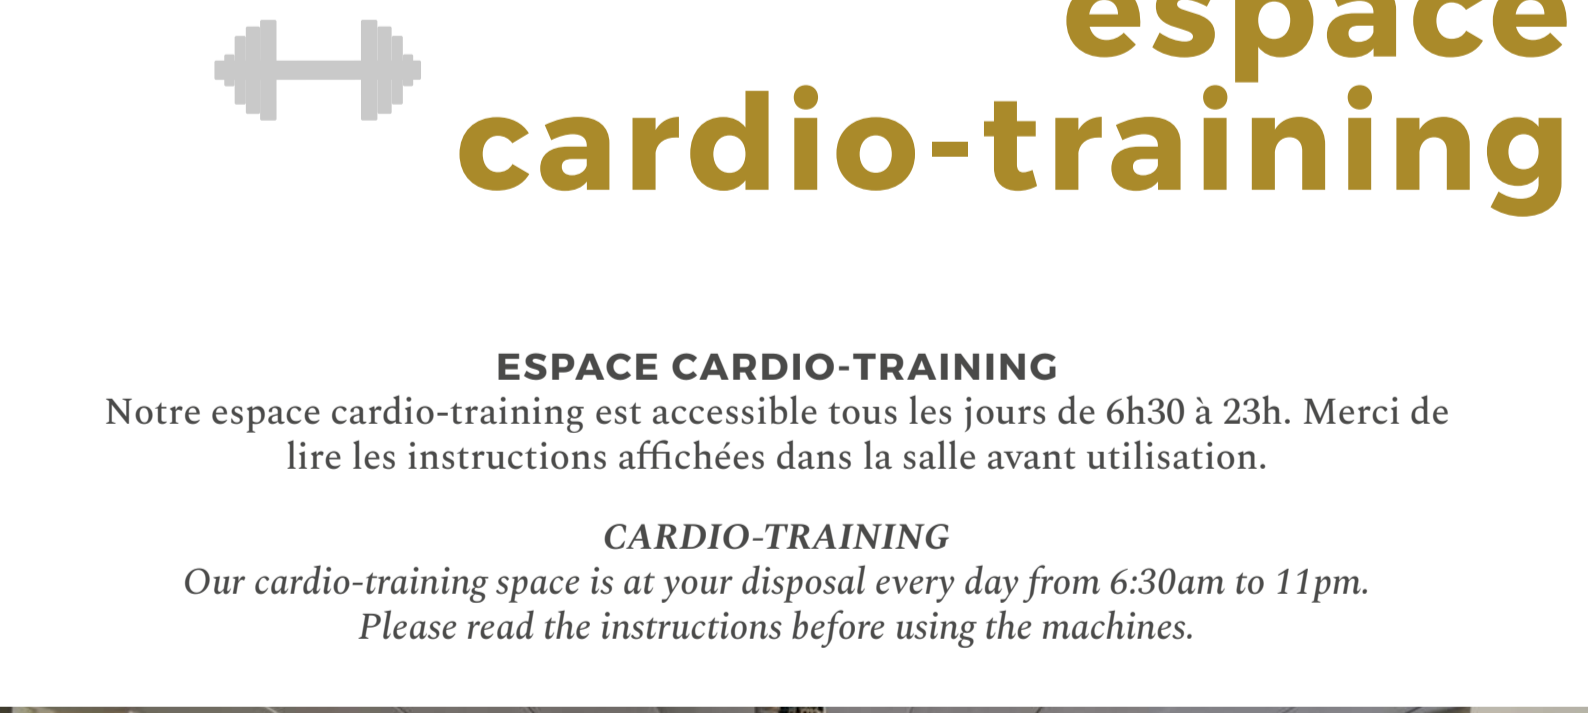 espace
cardio-training
ESPACE CARDIO-TRAINING
Notre espace cardio-training est accessible tous les jours de 6h30 à 23h. Merci de
lire les instructions affichées dans la salle avant utilisation.
CARDIO-TRAINING
Our cardio-training space is at your disposal every day from 6:30am to 11pm.
Please read the instructions before using the machines.